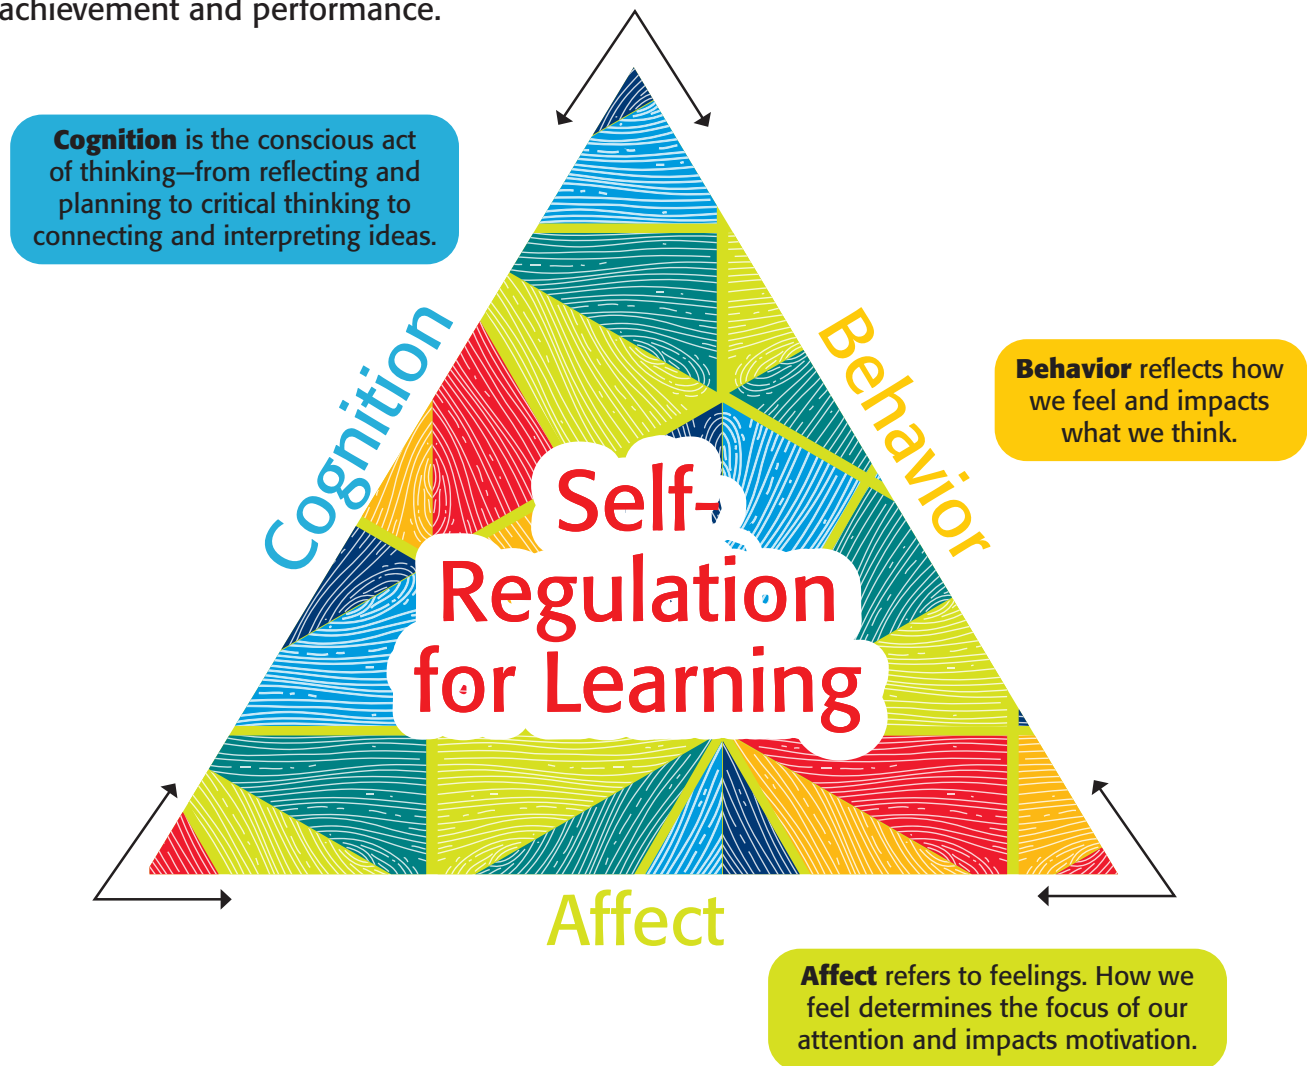 achievement and performance.
Cognition is the conscious act
of thinking—from reflecting and
planning to critical thinking to
connecting and interpreting ideas.
Cognition
Behavior
Behavior reflects how
we feel and impacts
what we think.
Self-
Regulation
for Learning
Affect
Affect refers to feelings. How we
feel determines the focus of our
attention and impacts motivation.